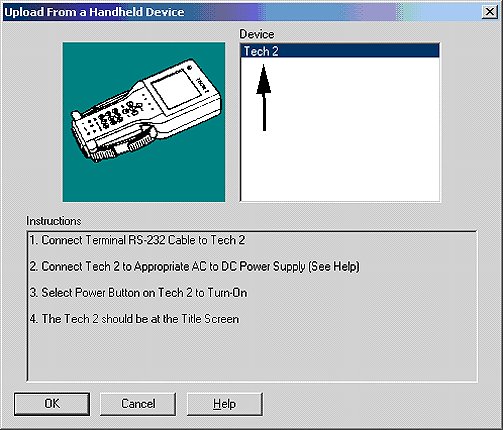 Upload From a Handheld Device
Device
Tech 2
Instructions
1. Connect Terminal RS-232 Cable to Tech 2
2. Connect Tech 2 to Appropriate AC to DC Power Supply (See Help)
3. Select Power Button on Tech 2 to Turn-On
4. The Tech 2 should be at the Title Screen
OK
Cancel
Help